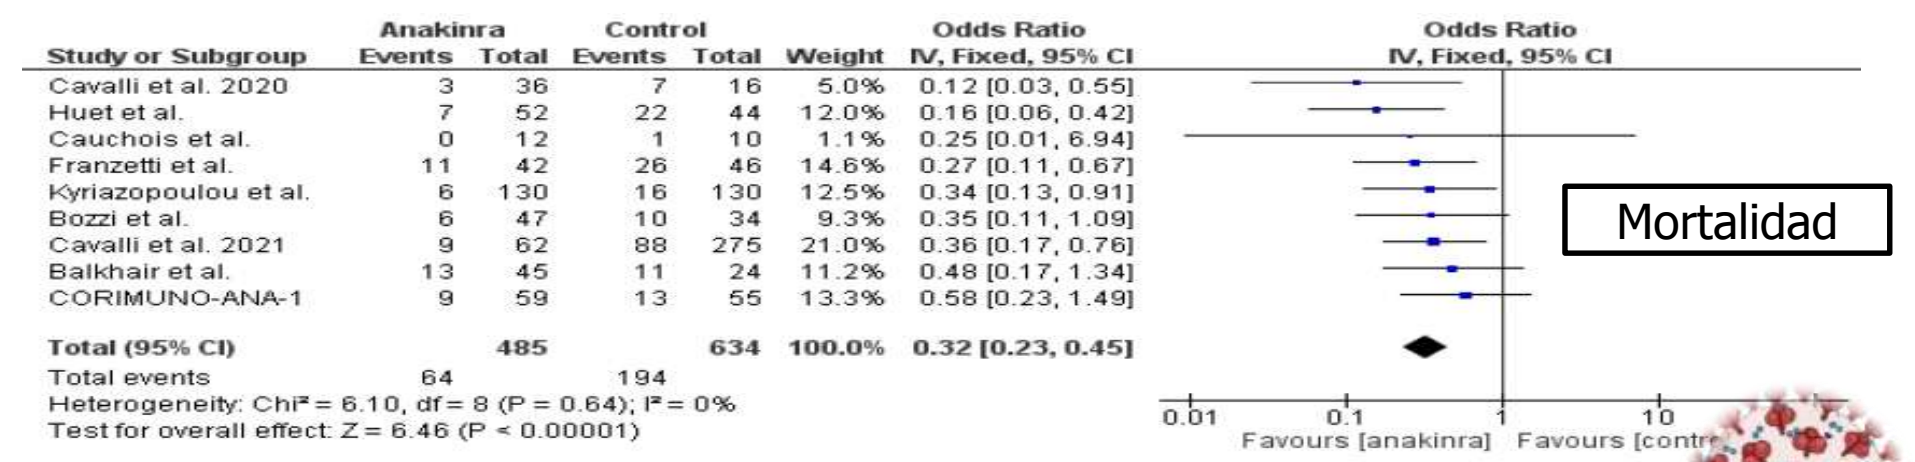 Anakinra Control Odds Ratio Odds Ratio
Study or Subgroup Events Total Events Total Weight IV, Fixed, 95% CI IV, Fixed, 95% CI
Cavalli et al. 2020 3 36 7 16 5.0% 0.12 [0.03, 0.55]
Huet et al. 7 52 22 44 12.0% 0.16 [0.06, 0.42]
Cauchois et al. 0 12 1 10 1.1% 0.25 [0.01, 6.94]
Franzetti et al. 11 42 26 46 14.6% 0.27 [0.11, 0.67]
Kyriazopoulou et al. 6 130 16 130 12.5% 0.34 [0.13, 0.91]
Bozzi et al. 6 47 10 34 9.3% 0.35 [0.11, 1.09]
Cavalli et al. 2021 9 62 88 275 21.0% 0.36 [0.17, 0.76]
Balkhair et al. 13 45 11 24 11.2% 0.48 [0.17, 1.34]
CORIMUNO-ANA-1 9 59 13 55 13.3% 0.58 [0.23, 1.49]
Mortalidad
Total (95% CI) 485 634 100.0% 0.32 [0.23, 0.45]
Total events 64 194
Heterogeneity: Chi² = 6.10, df = 8 (P = 0.64); I² = 0%
Test for overall effect: Z = 6.46 (P < 0.00001)
0.01 0.1 1 10
Favours [anakinra] Favours